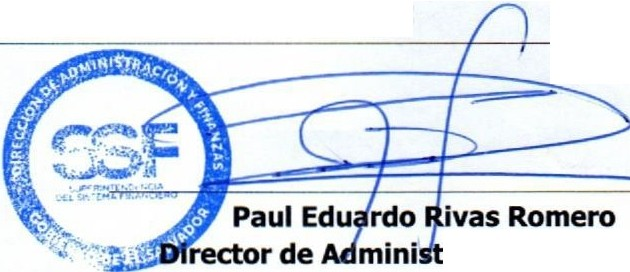 DIRECCIÓN DE ADMINISTRACIÓN Y FINANZAS
SSF
SUPERINTENDENCIA
DEL SISTEMA FINANCIERO
Paul Eduardo Rivas Romero
Director de Administ